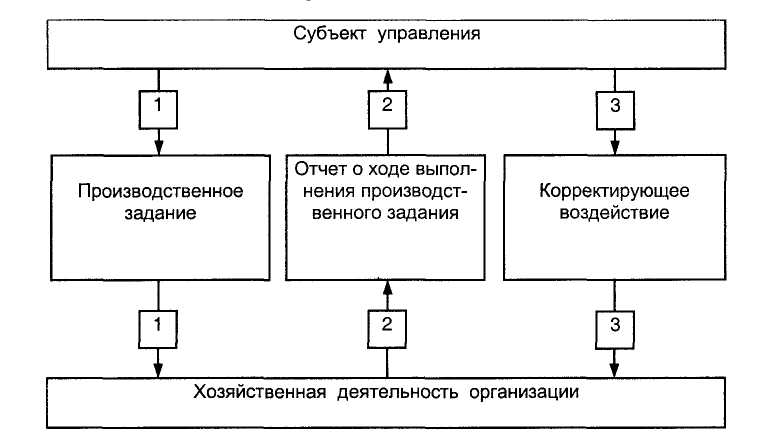 Субъект управления
1
2
3
Производственное
задание
Отчет о ходе выпол-
нения производст-
венного задания
Корректирующее
воздействие
1
2
3
Хозяйственная деятельность организации